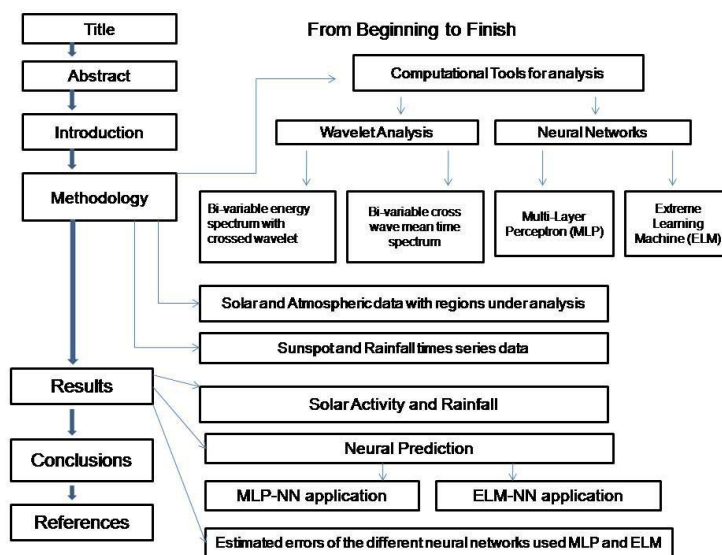 Title
From Beginning to Finish
Abstract
Computational Tools for analysis
Introduction
Wavelet Analysis
Neural Networks
Methodology
Bi-variable energy
spectrum with
crossed wavelet
Bi-variable cross
wave mean time
spectrum
Multi-Layer
Perceptron (MLP)
Extreme
Learning
Machine (ELM)
Solar and Atmospheric data with regions under analysis
Sunspot and Rainfall times series data
Results
Solar Activity and Rainfall
Neural Prediction
Conclusions
MLP-NN application
ELM-NN application
References
Estimated errors of the different neural networks used MLP and ELM